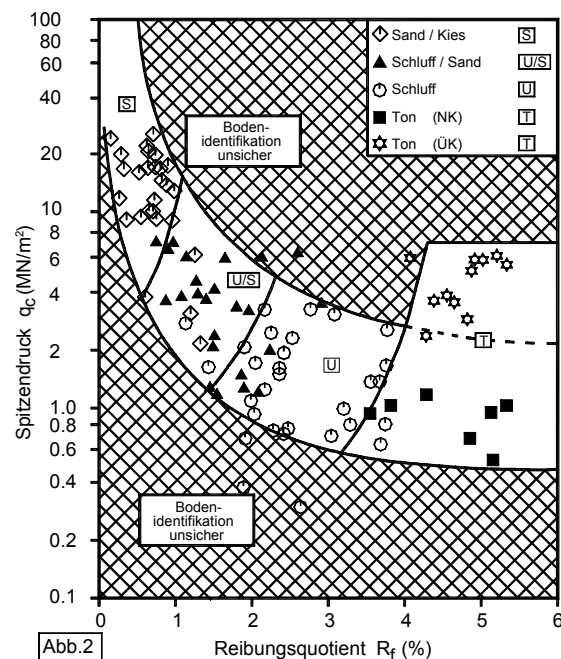 100
80
60
40
20
10
8
6
4
2
1.0
0.8
0.6
0.4
0.2
0.1
Spitzendruck q_c (MN/m²)
Sand / Kies S
Schluff / Sand U/S
Schluff U
Ton (NK) T
Ton (ÜK) T
S
Boden-
identifikation
unsicher
U/S
U
T
Boden-
identifikation
unsicher
0 1 2 3 4 5 6
Abb.2
Reibungsquotient R_f (%)